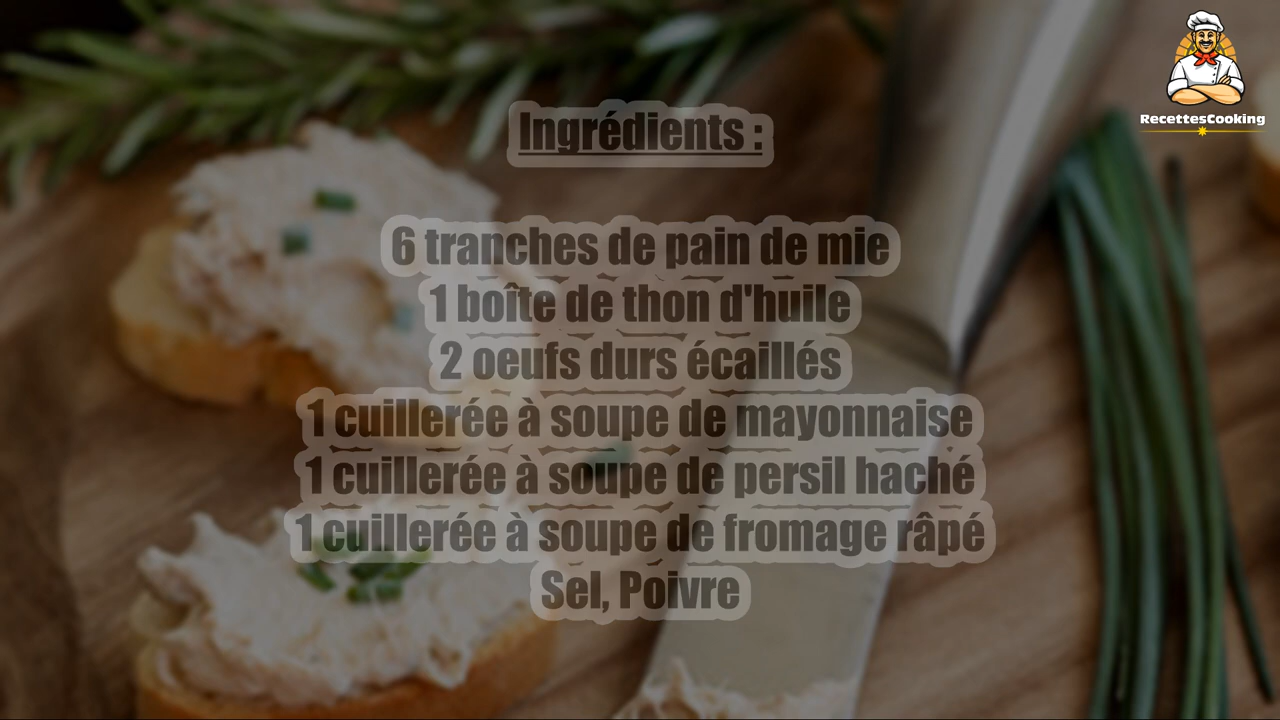 RecettesCooking
Ingrédients :
6 tranches de pain de mie
1 boîte de thon d'huile
2 oeufs durs écaillés
1 cuillerée à soupe de mayonnaise
1 cuillerée à soupe de persil haché
1 cuillerée à soupe de fromage râpé
Sel, Poivre